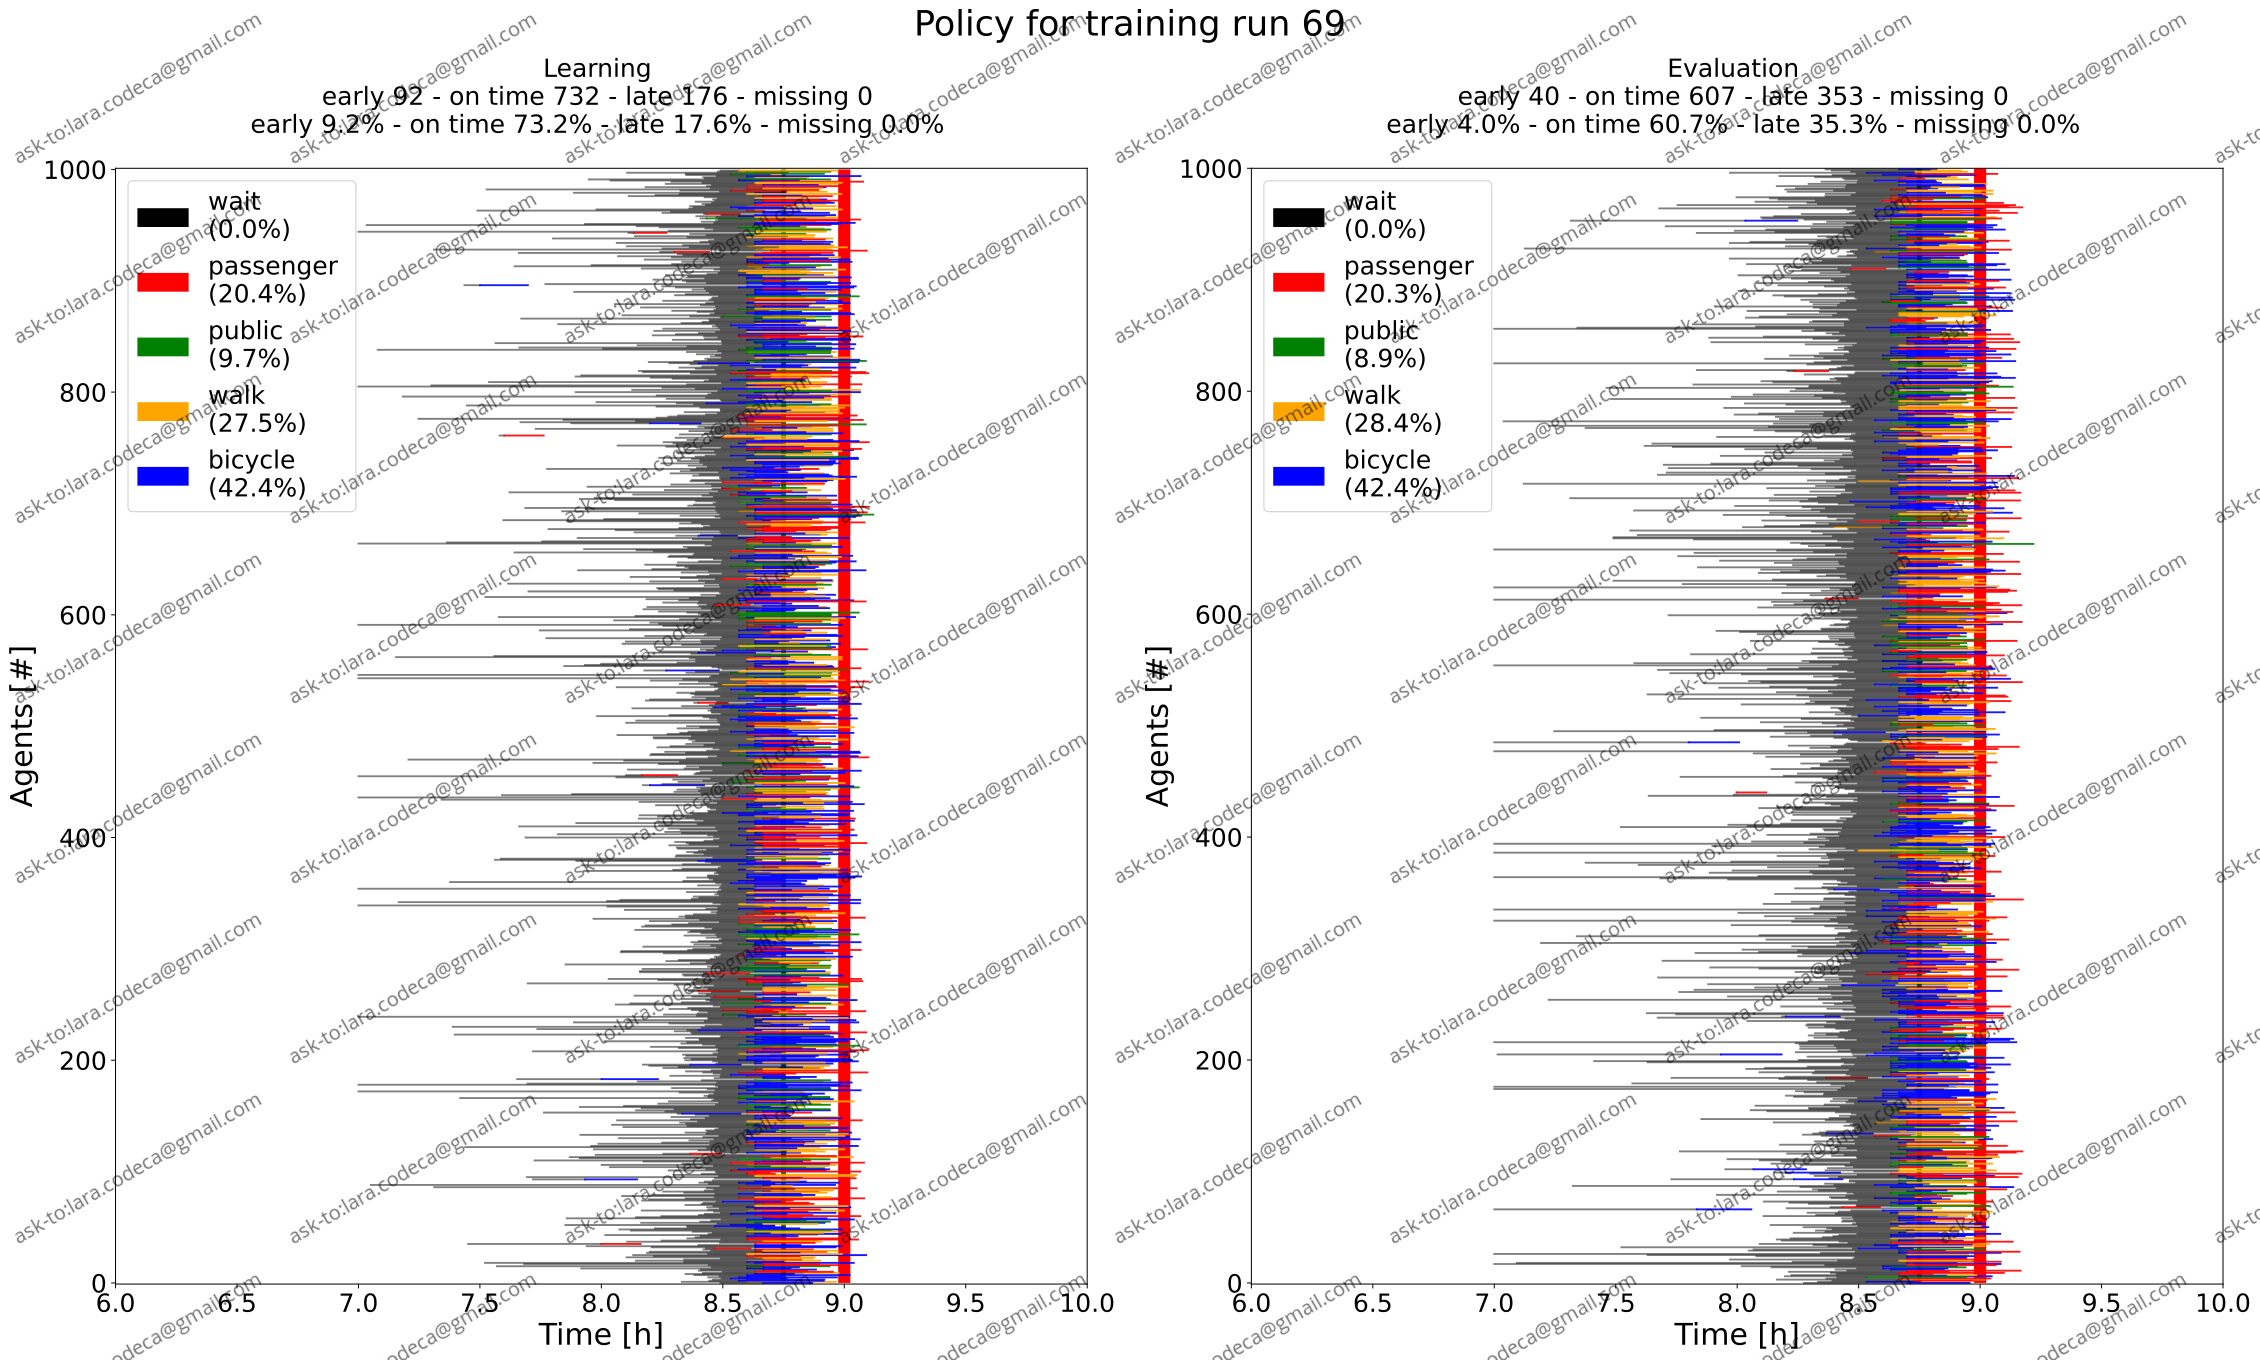 Policy for training run 69
Learning
early 92 - on time 732 - late 176 - missing 0
early 9.2% - on time 73.2% - late 17.6% - missing 0.0%
1000
800
600
400
200
0
Agents [#]
wait
(0.0%)
passenger
(20.4%)
public
(9.7%)
walk
(27.5%)
bicycle
(42.4%)
6.0 6.5 7.0 7.5 8.0 8.5 9.0 9.5 10.0
Time [h]
Evaluation
early 40 - on time 607 - late 353 - missing 0
early 4.0% - on time 60.7% - late 35.3% - missing 0.0%
1000
800
600
400
200
0
Agents [#]
wait
(0.0%)
passenger
(20.3%)
public
(8.9%)
walk
(28.4%)
bicycle
(42.4%)
6.0 6.5 7.0 7.5 8.0 8.5 9.0 9.5 10.0
Time [h]
ask-to:lara.codeca@gmail.com